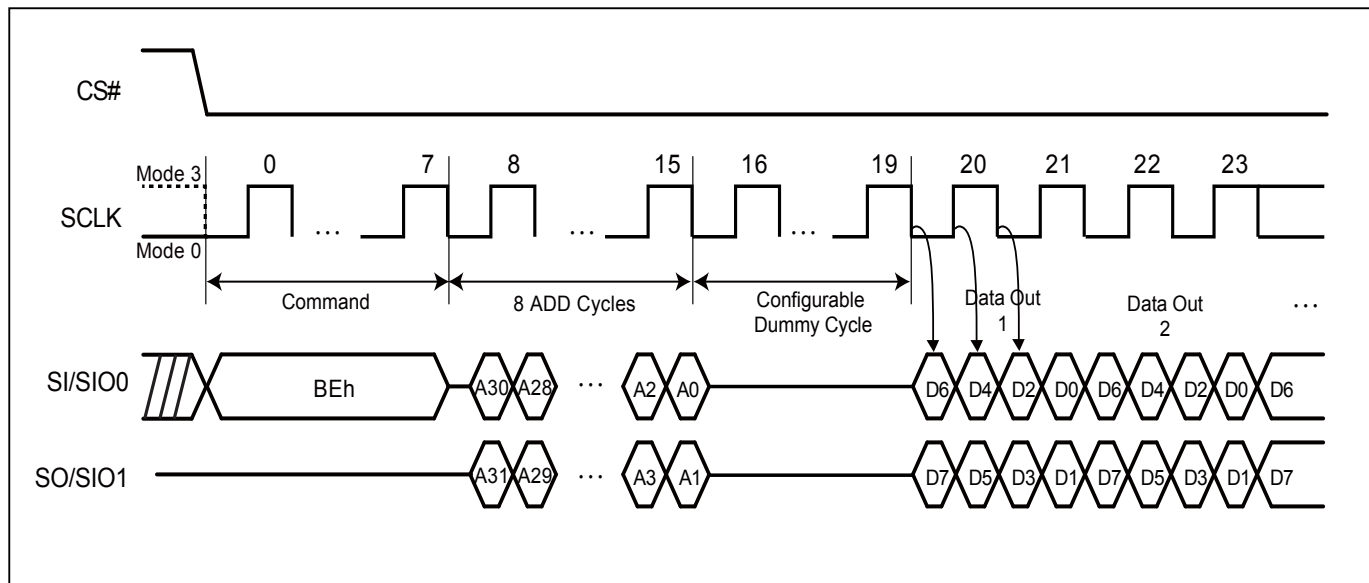 CS#
0 7 8 15 16 19 20 21 22 23
Mode 3
SCLK
Mode 0
... ... ...
Command
8 ADD Cycles
Configurable
Dummy Cycle
Data Out
1
Data Out
2
...
SI/SIO0
BEh
A30 A28 ... A2 A0
D6 D4 D2 D0 D6 D4 D2 D0 D6
SO/SIO1
A31 A29 ... A3 A1
D7 D5 D3 D1 D7 D5 D3 D1 D7